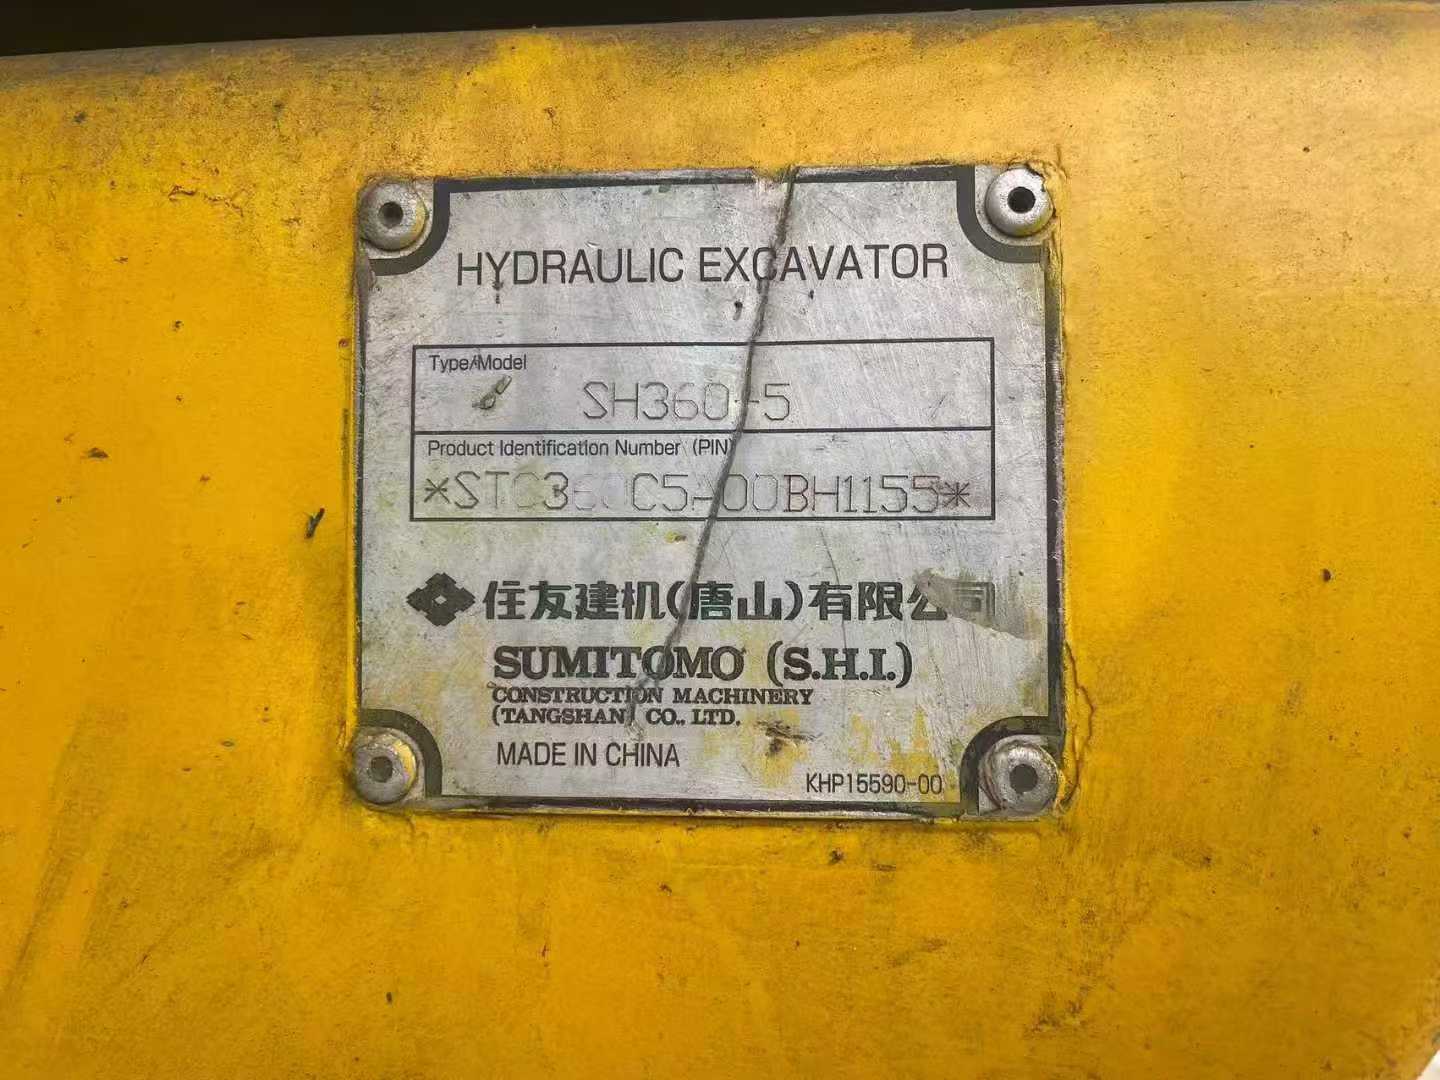 HYDRAULIC EXCAVATOR
Type/Model
SH360-5
Product Identification Number (PIN)
*STC360C5A00BH1155*
住友建机(唐山)有限公司
SUMITOMO (S.H.I.)
CONSTRUCTION MACHINERY
(TANGSHAN) CO., LTD.
MADE IN CHINA
KHP15590-00